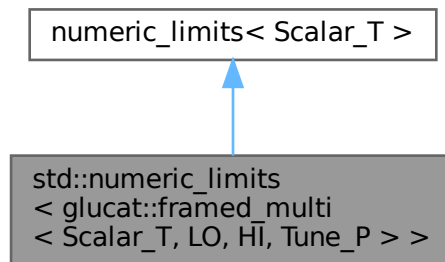 numeric_limits< Scalar_T >
std::numeric_limits
< glucat::framed_multi
< Scalar_T, LO, HI, Tune_P > >